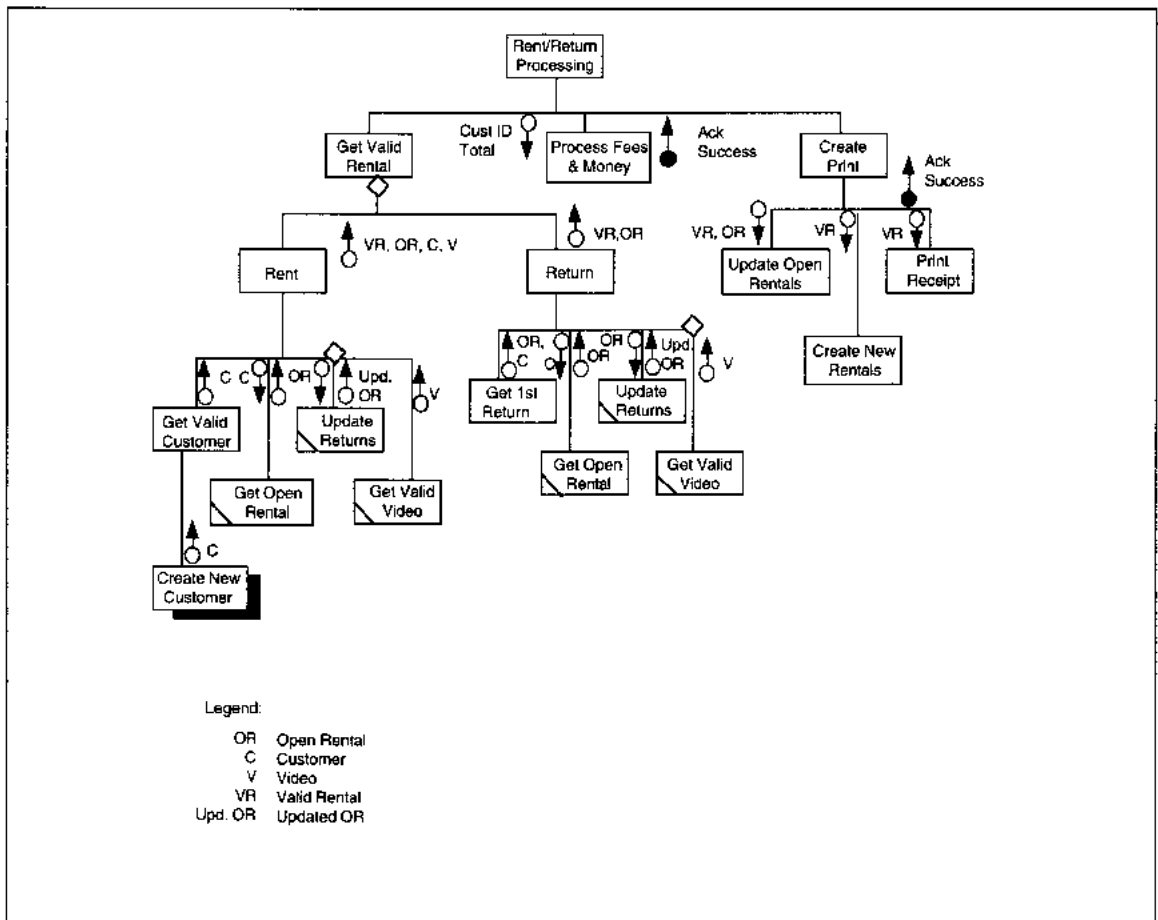 Rent/Return
Processing
Get Valid
Rental
Cust ID
Total
Process Fees
& Money
Ack
Success
Create
Print
Ack
Success
Rent
VR, OR, C, V
Return
VR,OR
VR, OR
Update Open
Rentals
VR
VR
Print
Receipt
Create New
Rentals
C
C
OR
Upd.
OR
V
Get Valid
Customer
Update
Returns
Get Open
Rental
Get Valid
Video
OR,
C
OR
OR
Upd.
OR
V
Get 1st
Return
Update
Returns
Get Open
Rental
Get Valid
Video
C
Create New
Customer
Legend:
OR Open Rental
C Customer
V Video
VR Valid Rental
Upd. OR Updated OR